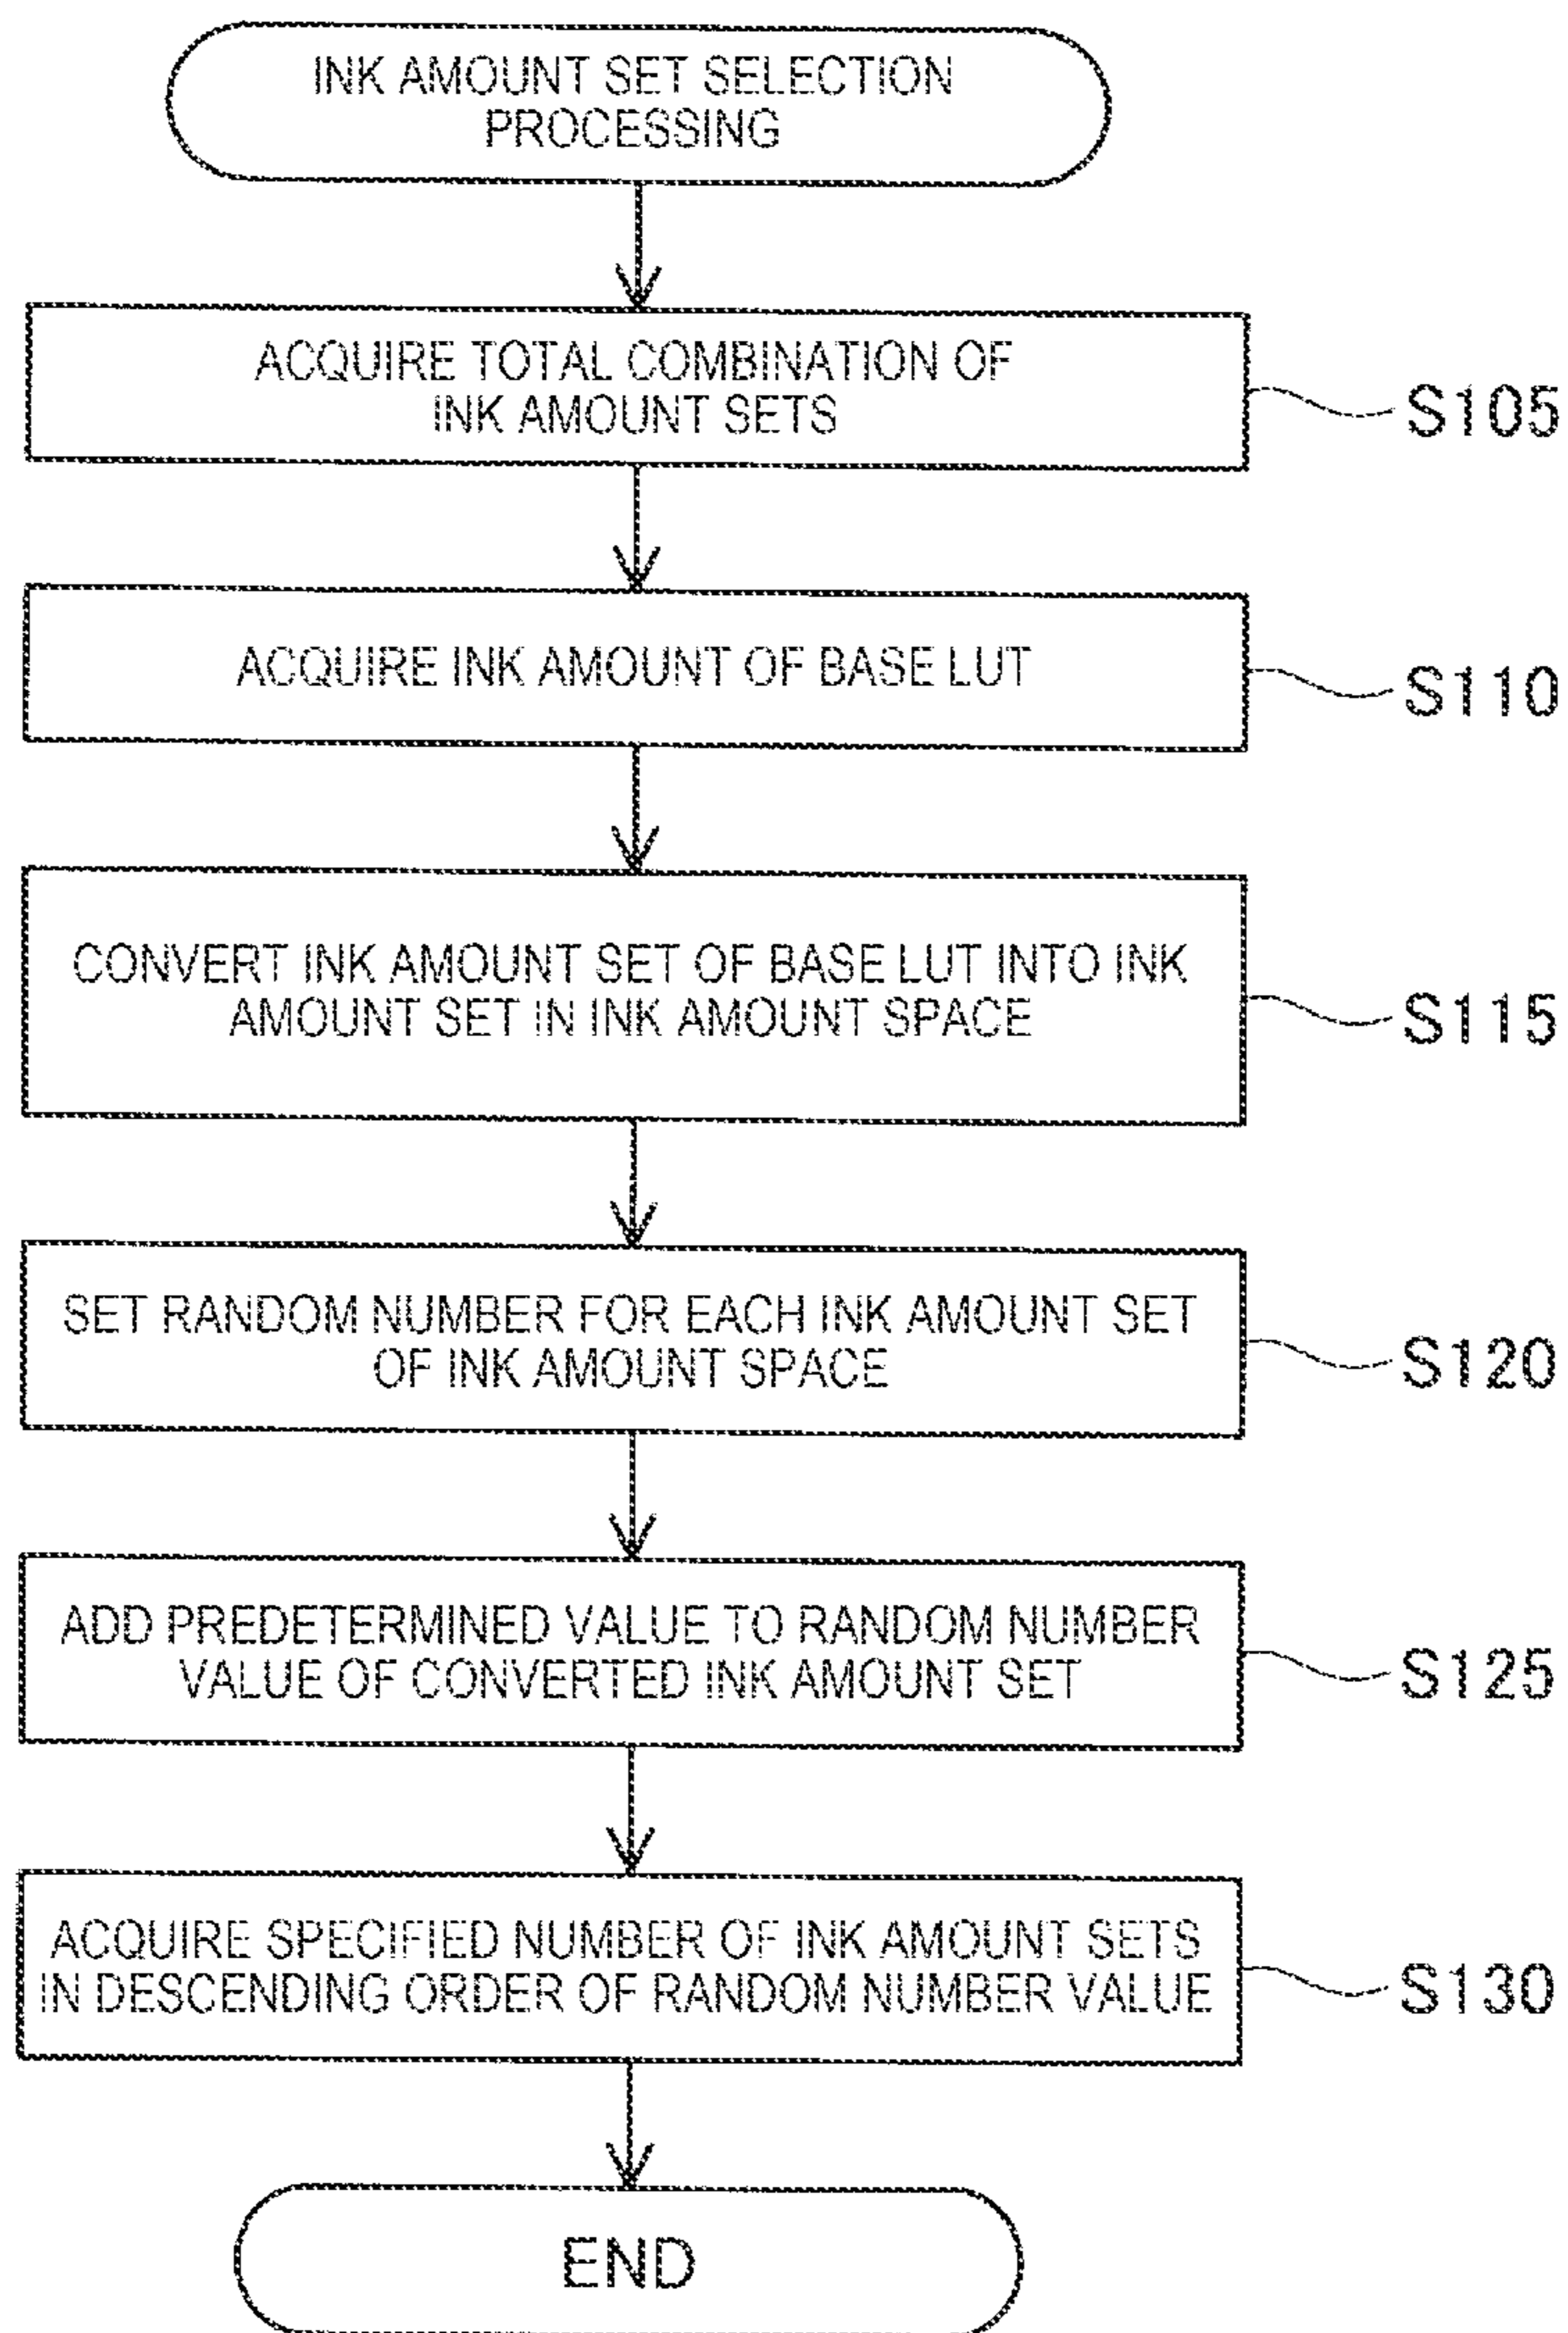 INK AMOUNT SET SELECTION
PROCESSING
ACQUIRE TOTAL COMBINATION OF
INK AMOUNT SETS
S105
ACQUIRE INK AMOUNT OF BASE LUT
S110
CONVERT INK AMOUNT SET OF BASE LUT INTO INK
AMOUNT SET IN INK AMOUNT SPACE
S115
SET RANDOM NUMBER FOR EACH INK AMOUNT SET
OF INK AMOUNT SPACE
S120
ADD PREDETERMINED VALUE TO RANDOM NUMBER
VALUE OF CONVERTED INK AMOUNT SET
S125
ACQUIRE SPECIFIED NUMBER OF INK AMOUNT SETS
IN DESCENDING ORDER OF RANDOM NUMBER VALUE
S130
END